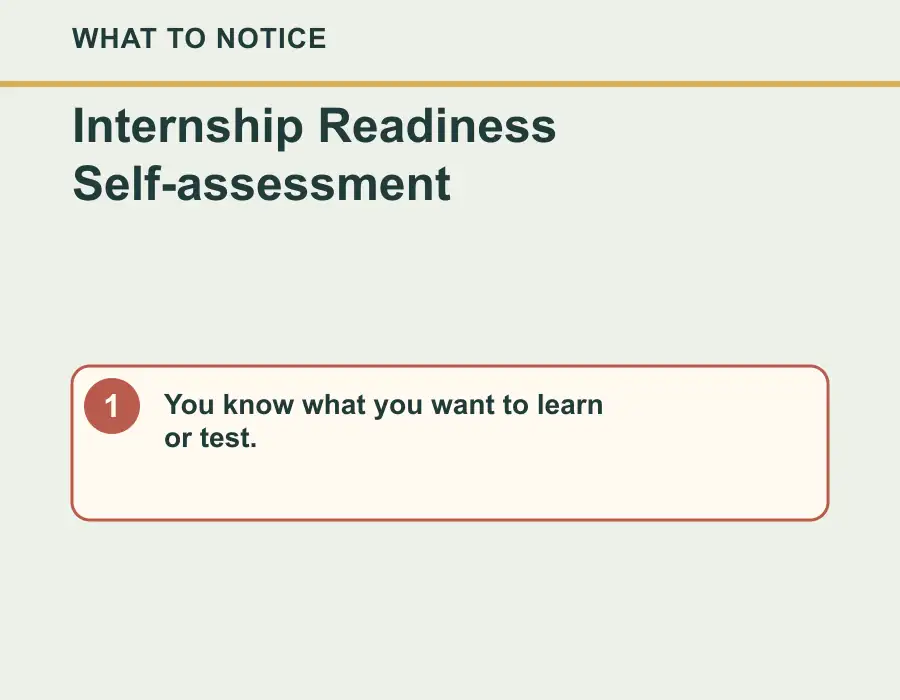 WHAT TO NOTICE
Internship Readiness
Self-assessment
1
You know what you want to learn
or test.